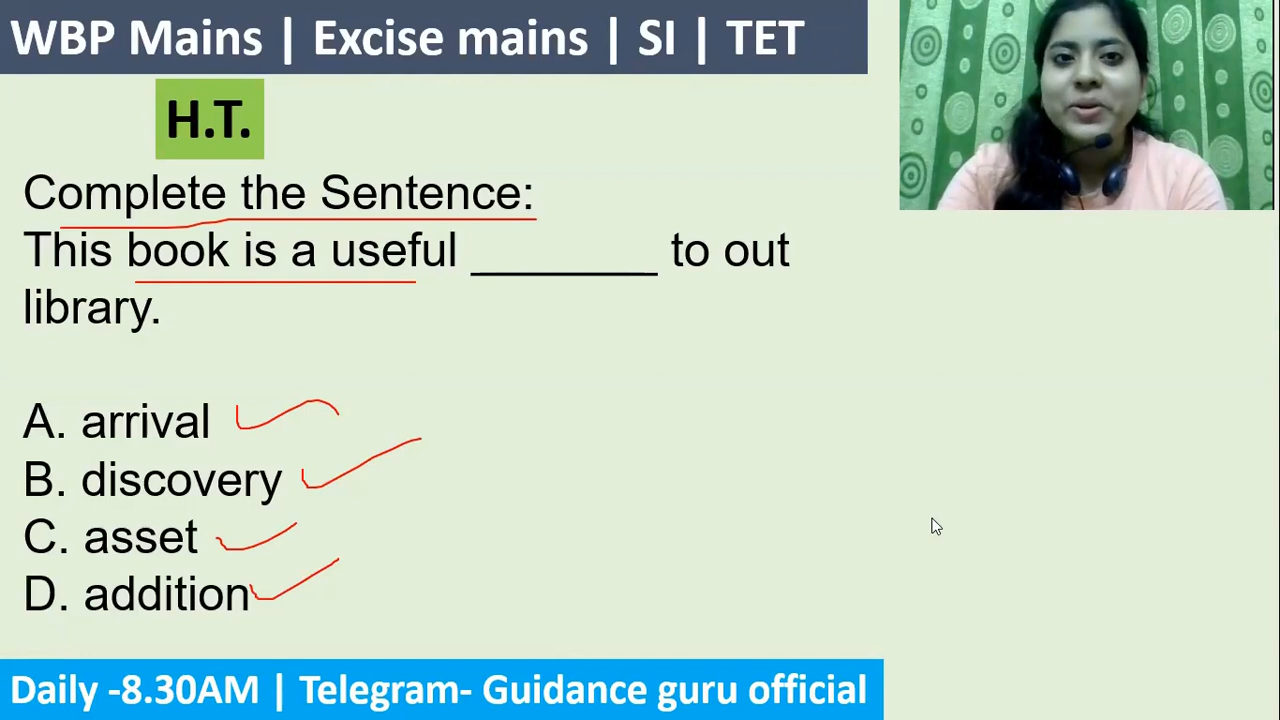 WBP Mains | Excise mains | SI | TET
H.T.
Complete the Sentence:
This book is a useful ________ to out
library.
A. arrival
B. discovery
C. asset
D. addition
Daily -8.30AM | Telegram- Guidance guru official